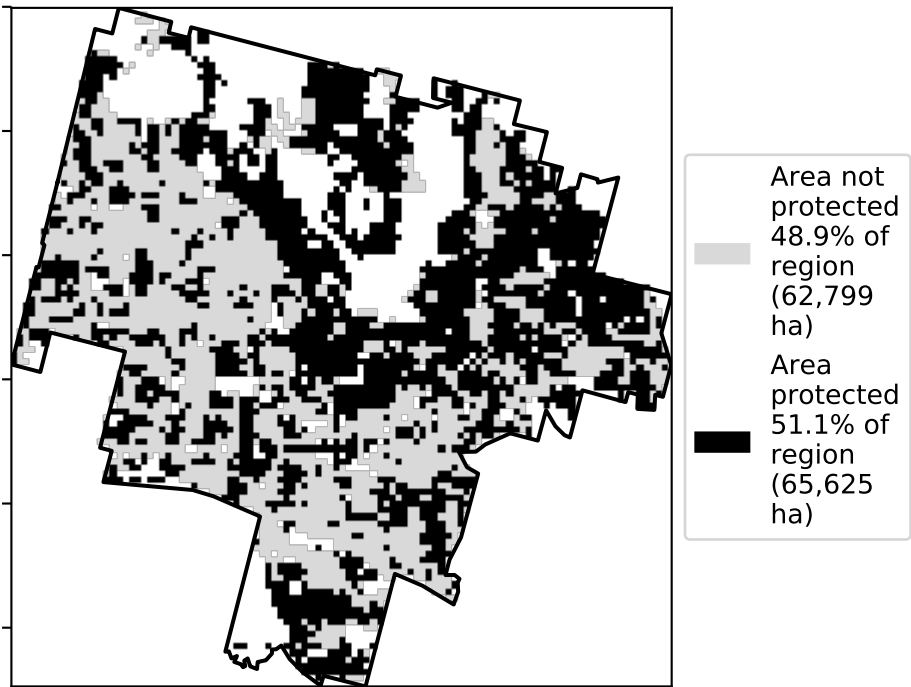 Area not
protected
48.9% of
region
(62,799
ha)
Area
protected
51.1% of
region
(65,625
ha)